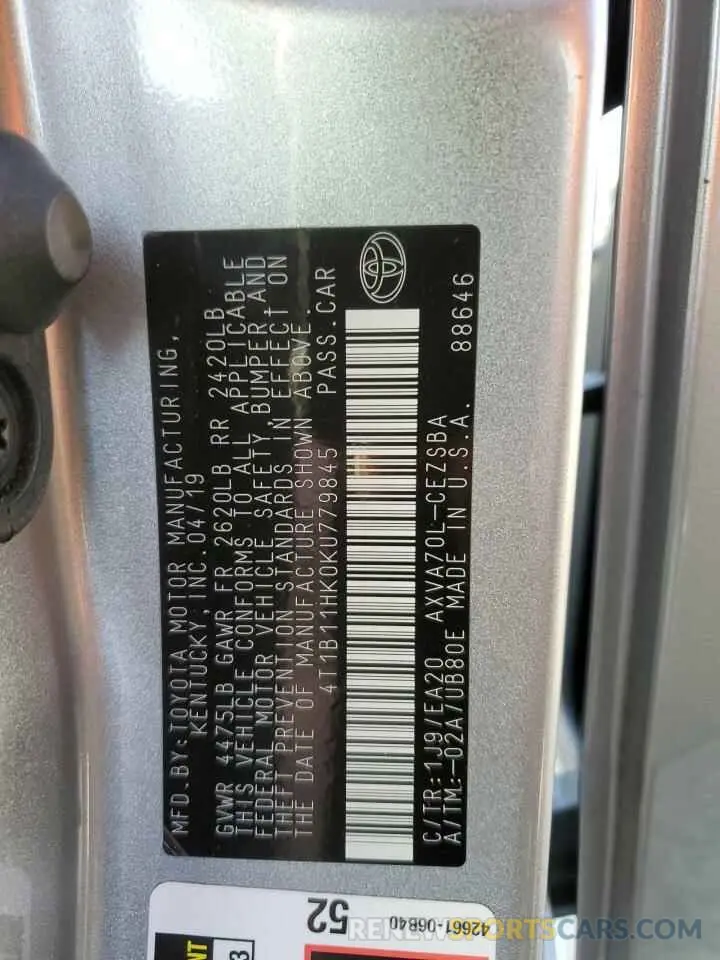 MFD. BY: TOYOTA MOTOR MANUFACTURING,
KENTUCKY, INC. 04/19
GVWR 4475LB GAWR FR 2620LB RR 2420LB
THIS VEHICLE CONFORMS TO ALL APPLICABLE
FEDERAL MOTOR VEHICLE SAFETY, BUMPER, AND
THEFT PREVENTION STANDARDS IN EFFECT ON
THE DATE OF MANUFACTURE SHOWN ABOVE
4T1B11HK0KU779845 PASS. CAR
C/TR: 1J9/EA20 AXVA70L-CEZSBA
A/TM:-02A/UB80E MADE IN U.S.A. 88646
52
42661-06B40
NT
3
RENEWSPORTSCARS.COM